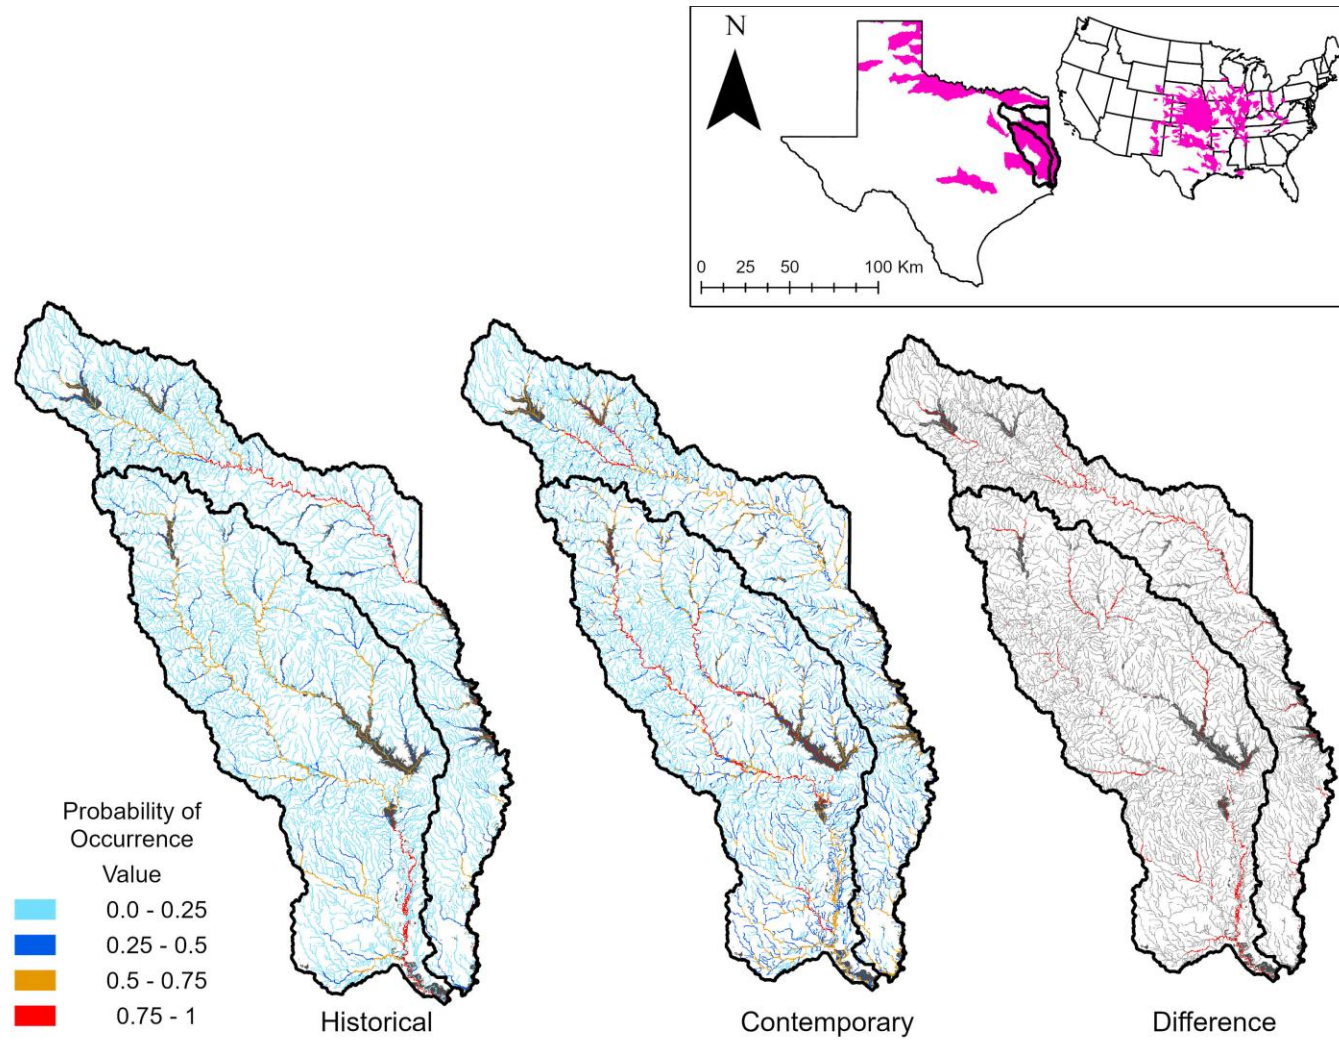 N
0 25 50 100 Km
Probability of
Occurrence
Value
0.0 - 0.25
0.25 - 0.5
0.5 - 0.75
0.75 - 1
Historical
Contemporary
Difference